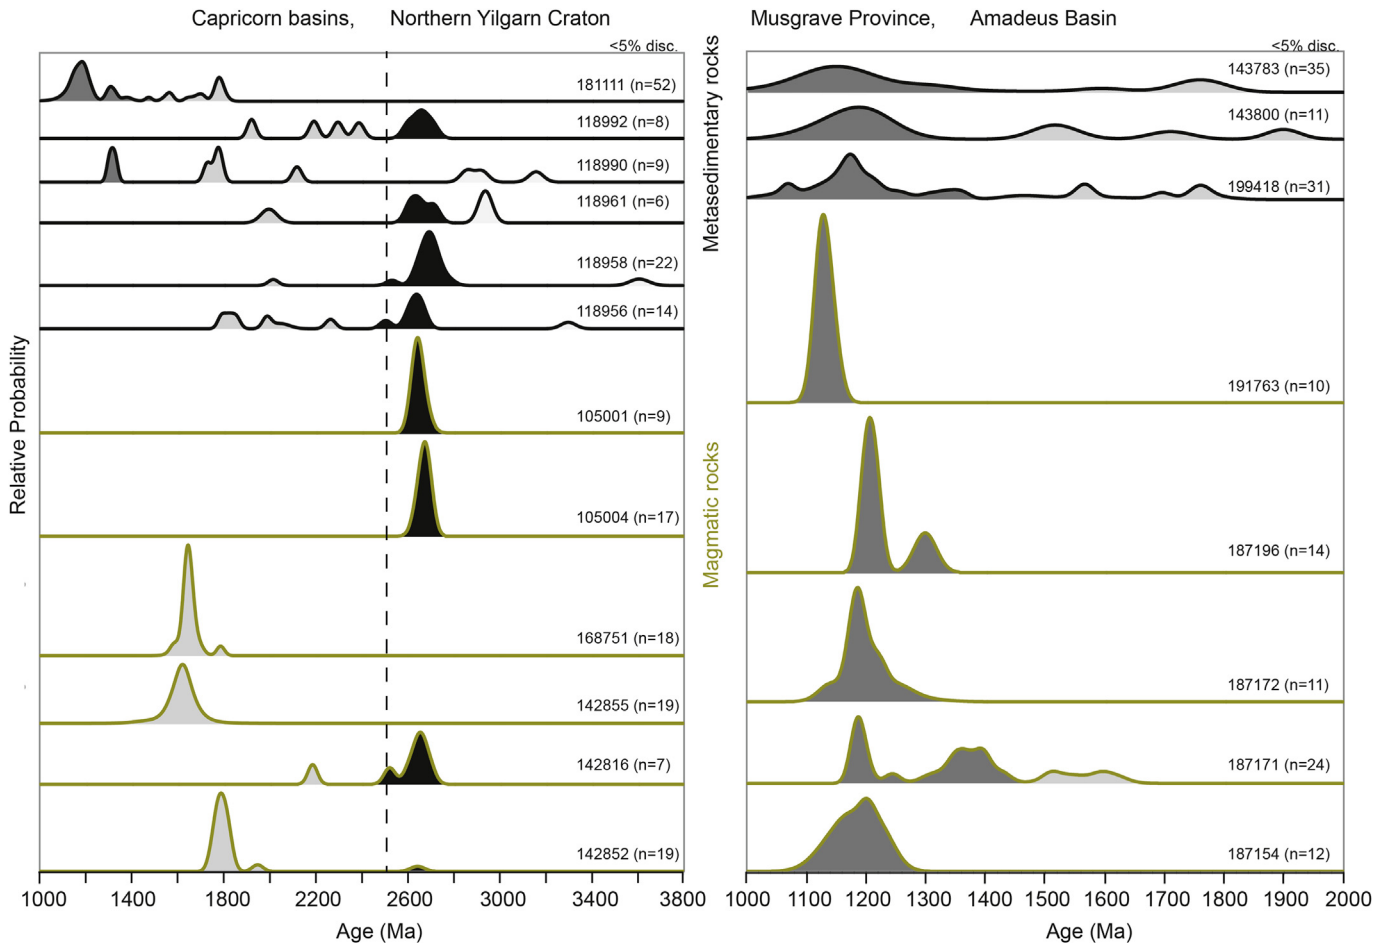 Capricorn basins, Northern Yilgarn Craton
<5% disc.
181111 (n=52)
118992 (n=8)
118990 (n=9)
118961 (n=6)
118958 (n=22)
118956 (n=14)
105001 (n=9)
105004 (n=17)
168751 (n=18)
142855 (n=19)
142816 (n=7)
142852 (n=19)
Relative Probability
1000 1400 1800 2200 2600 3000 3400 3800
Age (Ma)
Musgrave Province, Amadeus Basin
<5% disc.
143783 (n=35)
143800 (n=11)
199418 (n=31)
191763 (n=10)
187196 (n=14)
187172 (n=11)
187171 (n=24)
187154 (n=12)
Metasedimentary rocks
Magmatic rocks
1000 1100 1200 1300 1400 1500 1600 1700 1800 1900 2000
Age (Ma)